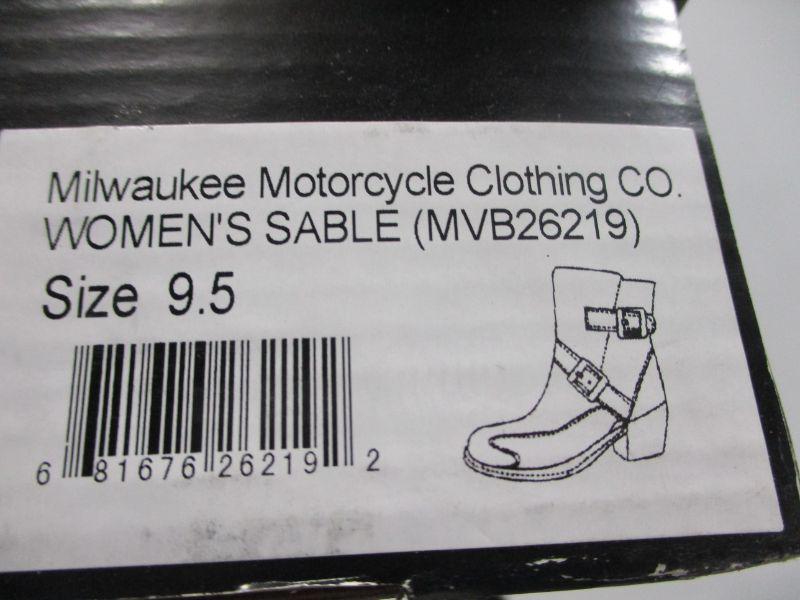 Milwaukee Motorcycle Clothing CO.
WOMEN'S SABLE (MVB26219)
Size 9.5
6 81676 26219 2